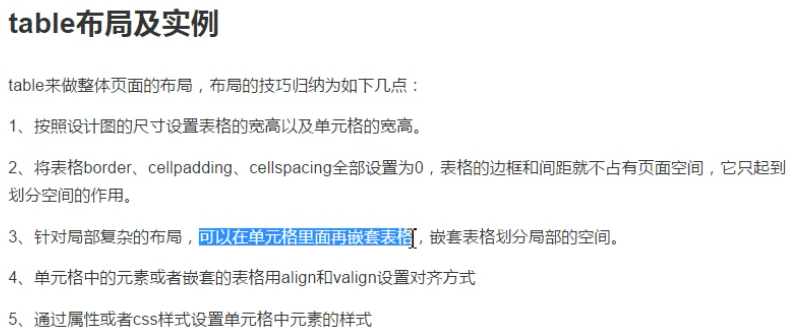 table布局及实例
table来做整体页面的布局，布局的技巧归纳为如下几点：
1、按照设计图的尺寸设置表格的宽高以及单元格的宽高。
2、将表格border、cellpadding、cellspacing全部设置为0，表格的边框和间距就不占有页面空间，它只起到
划分空间的作用。
3、针对局部复杂的布局，可以在单元格里面再嵌套表格，嵌套表格划分局部的空间。
4、单元格中的元素或者嵌套的表格用align和valign设置对齐方式
5、通过属性或者css样式设置单元格中元素的样式